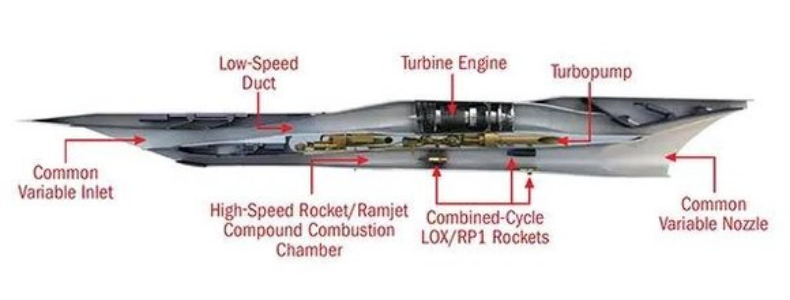 Low-Speed
Duct
Turbine Engine
Turbopump
Common
Variable Inlet
High-Speed Rocket/Ramjet
Compound Combustion
Chamber
Combined-Cycle
LOX/RP1 Rockets
Common
Variable Nozzle